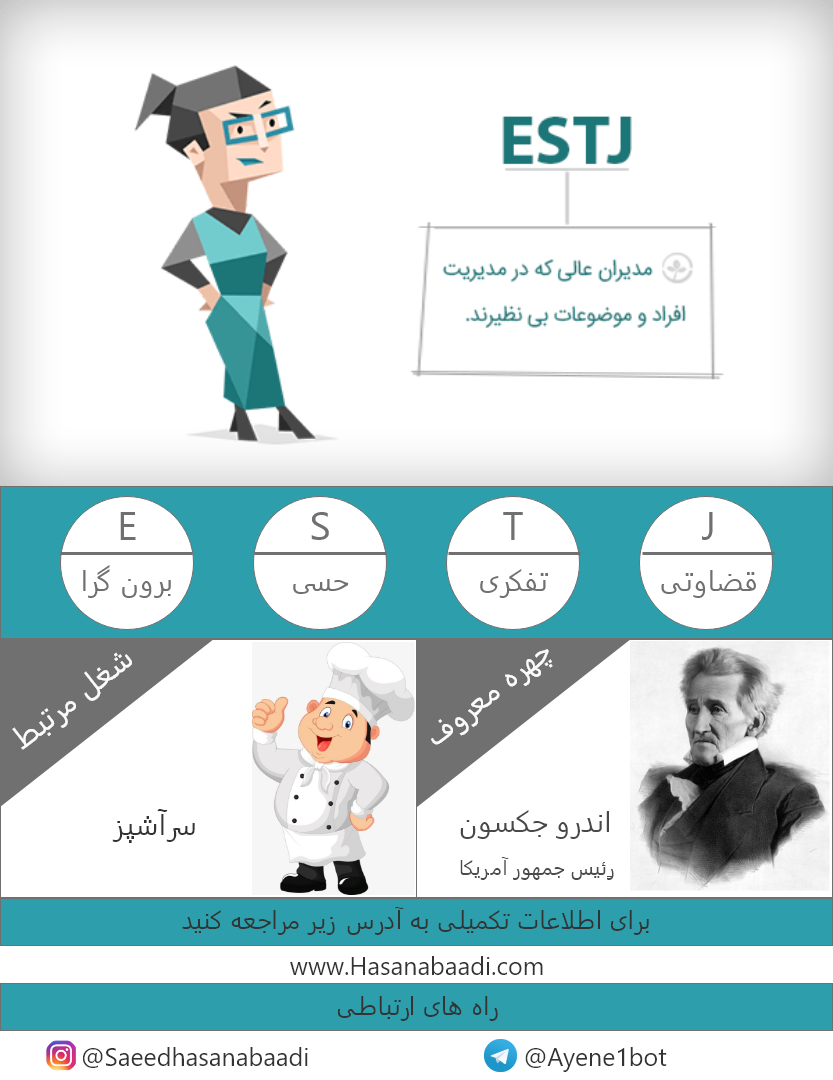 ESTJ
مدیران عالی که در مدیریت
افراد و موضوعات بی نظیرند.
E
S
T
J
برون گرا
حسی
تفکری
قضاوتی
شغل مرتبط
سرآشپز
چهره معروف
اندرو جکسون
رئیس جمهور آمریکا
برای اطلاعات تکمیلی به آدرس زیر مراجعه کنید
www.Hasanabaadi.com
راه های ارتباطی
@Saeedhasanabaadi
@Ayene1bot